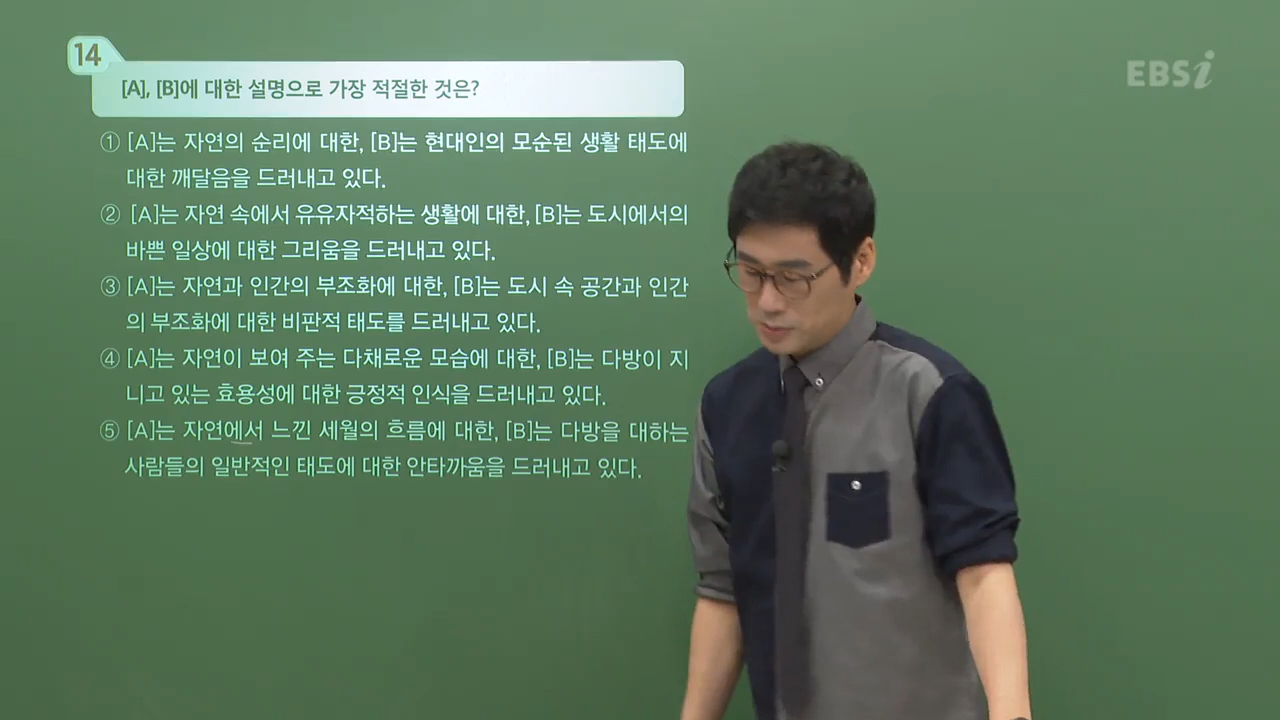 14
[A], [B]에 대한 설명으로 가장 적절한 것은?
EBSi
① [A]는 자연의 순리에 대한, [B]는 현대인의 모순된 생활 태도에
대한 깨달음을 드러내고 있다.
② [A]는 자연 속에서 유유자적하는 생활에 대한, [B]는 도시에서의
바쁜 일상에 대한 그리움을 드러내고 있다.
③ [A]는 자연과 인간의 부조화에 대한, [B]는 도시 속 공간과 인간
의 부조화에 대한 비판적 태도를 드러내고 있다.
④ [A]는 자연이 보여 주는 다채로운 모습에 대한, [B]는 다방이 지
니고 있는 효용성에 대한 긍정적 인식을 드러내고 있다.
⑤ [A]는 자연에서 느낀 세월의 흐름에 대한, [B]는 다방을 대하는
사람들의 일반적인 태도에 대한 안타까움을 드러내고 있다.